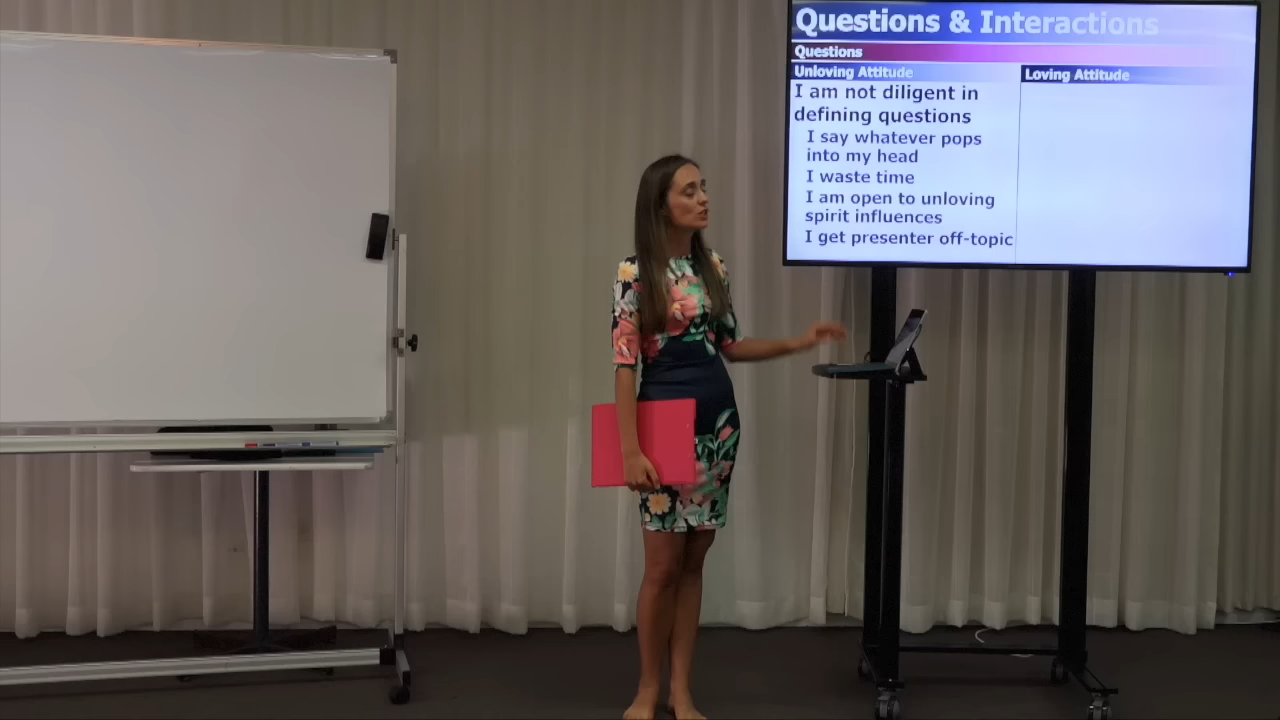 Questions & Interactions
Questions
Unloving Attitude
Loving Attitude
I am not diligent in
defining questions
I say whatever pops
into my head
I waste time
I am open to unloving
spirit influences
I get presenter off-topic